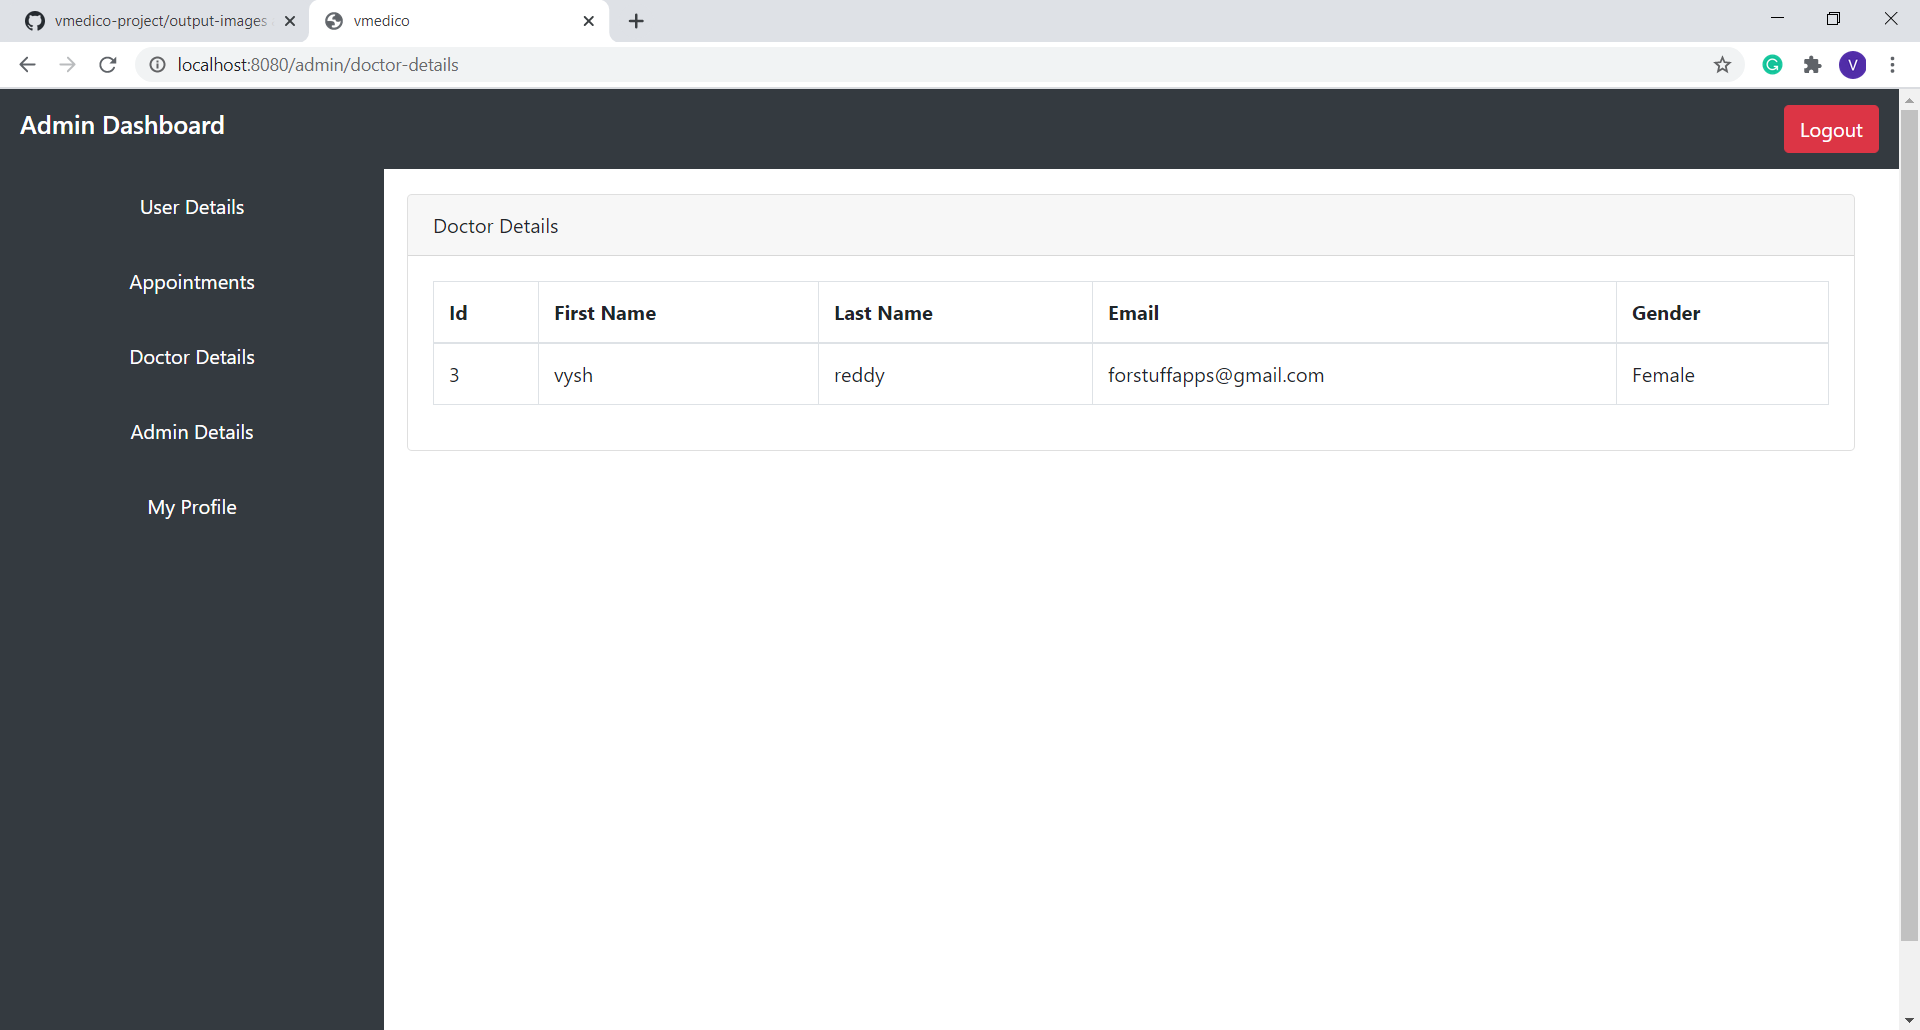 vmedico-project/output-images
vmedico
localhost:8080/admin/doctor-details
V
Admin Dashboard
Logout
User Details
Appointments
Doctor Details
Admin Details
My Profile
Doctor Details
Id First Name Last Name Email Gender
3 vysh reddy forstuffapps@gmail.com Female